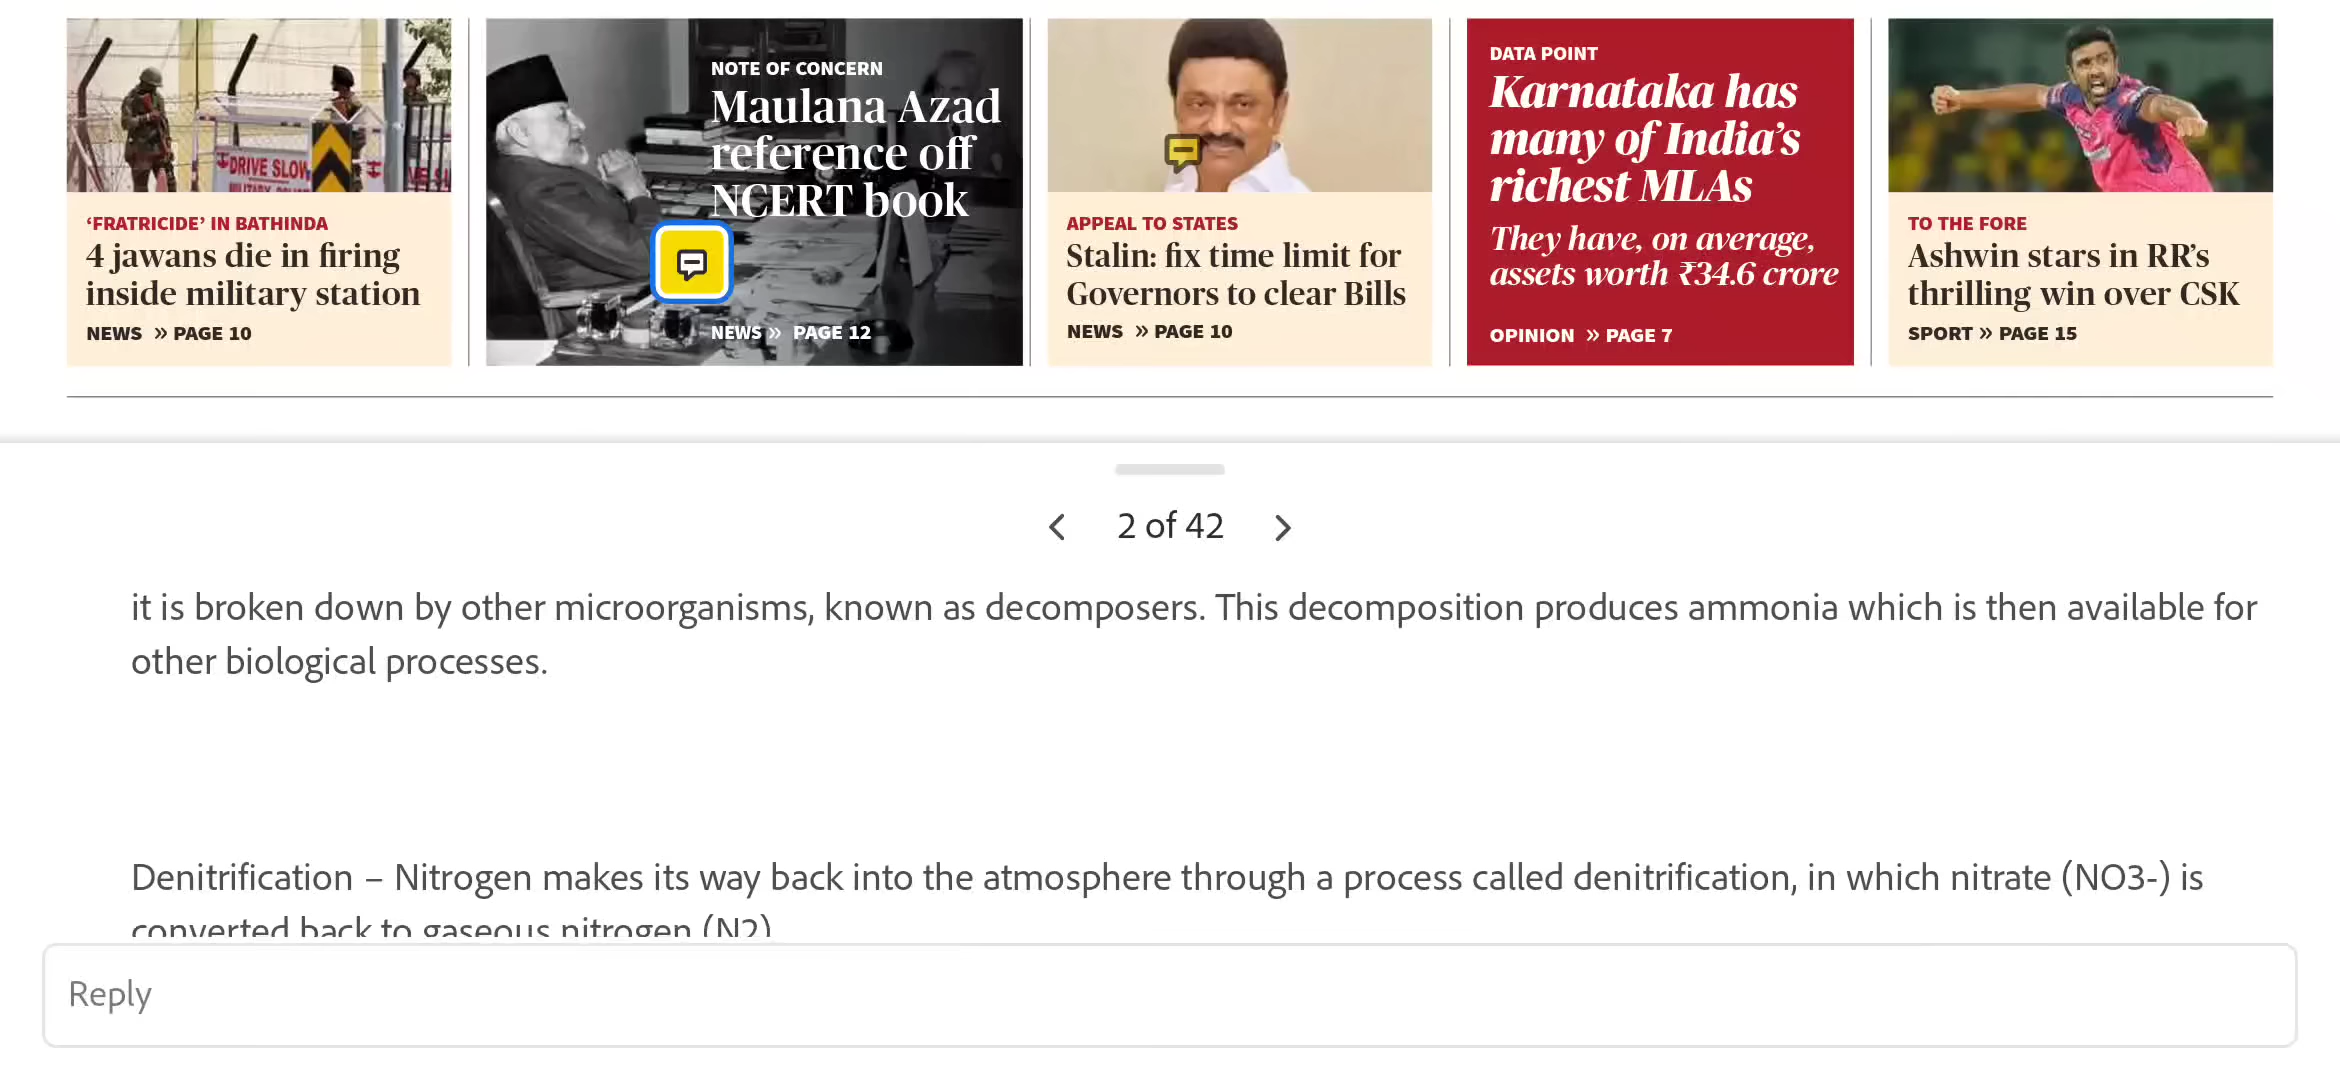 DRIVE SLOW
‘FRATRICIDE’ IN BATHINDA
4 jawans die in firing
inside military station
NEWS » PAGE 10
NOTE OF CONCERN
Maulana Azad
reference off
NCERT book
NEWS » PAGE 12
APPEAL TO STATES
Stalin: fix time limit for
Governors to clear Bills
NEWS » PAGE 10
DATA POINT
Karnataka has
many of India’s
richest MLAs
They have, on average,
assets worth ₹34.6 crore
OPINION » PAGE 7
TO THE FORE
Ashwin stars in RR’s
thrilling win over CSK
SPORT » PAGE 15
2 of 42
it is broken down by other microorganisms, known as decomposers. This decomposition produces ammonia which is then available for
other biological processes.
Denitrification – Nitrogen makes its way back into the atmosphere through a process called denitrification, in which nitrate (NO3-) is
converted back to gaseous nitrogen (N2)
Reply